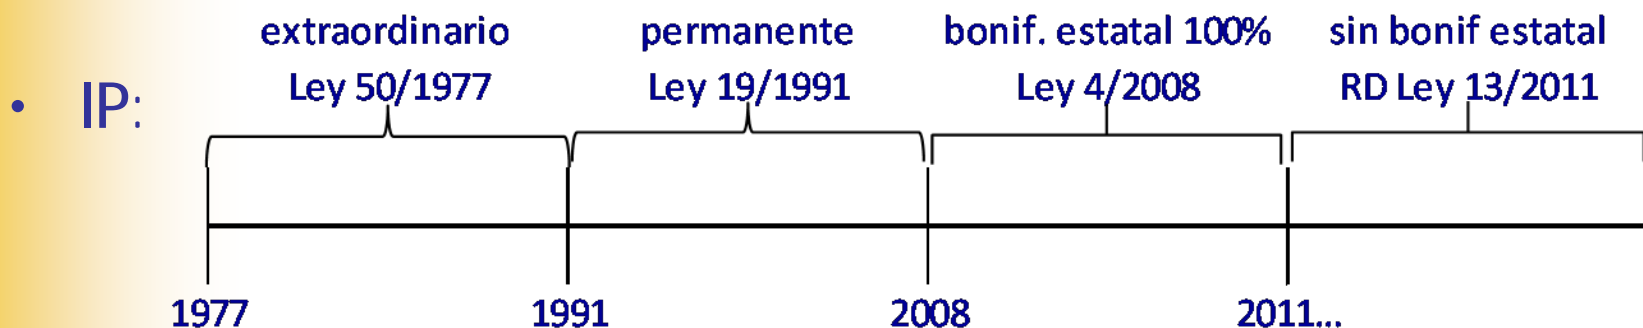 extraordinario permanente bonif. estatal 100% sin bonif estatal
Ley 50/1977 Ley 19/1991 Ley 4/2008 RD Ley 13/2011
• IP:
1977 1991 2008 2011...